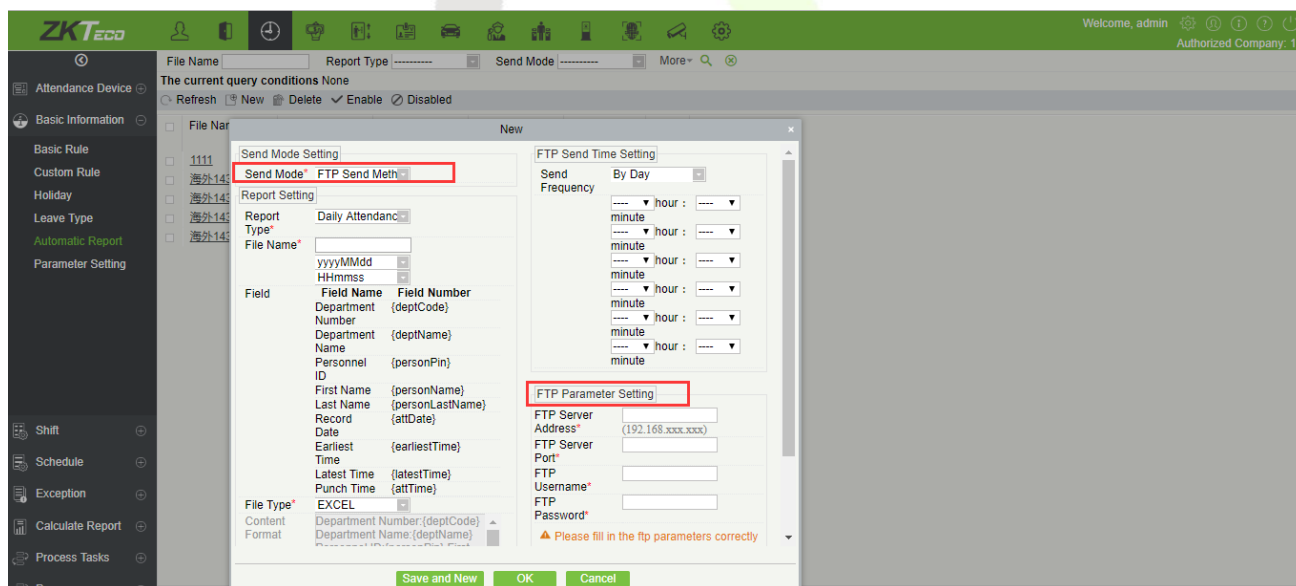 ZKTECO
Welcome, admin
Authorized Company: 1
File Name Report Type ---------- Send Mode ---------- More
The current query conditions None
Refresh New Delete Enable Disabled
Attendance Device
Basic Information
Basic Rule
Custom Rule
Holiday
Leave Type
Automatic Report
Parameter Setting
Shift
Schedule
Exception
Calculate Report
Process Tasks
File Nar
1111
海外143
海外143
海外143
海外143
New
Send Mode Setting
Send Mode* FTP Send Meth
Report Setting
Report Type* Daily Attendanc
File Name*
yyyyMMdd
HHmmss
Field Field Name Field Number
Department Number {deptCode}
Department Name {deptName}
Personnel ID {personPin}
First Name {personName}
Last Name {personLastName}
Record Date {attDate}
Earliest Time {earliestTime}
Latest Time {latestTime}
Punch Time {attTime}
File Type* EXCEL
Content Format Department Number:{deptCode}
Department Name:{deptName}
FTP Send Time Setting
Send Frequency By Day
---- hour : ---- minute
---- hour : ---- minute
---- hour : ---- minute
---- hour : ---- minute
---- hour : ---- minute
---- hour : ---- minute
FTP Parameter Setting
FTP Server Address*
(192.168.xxx.xxx)
FTP Server Port*
FTP Username*
FTP Password*
Please fill in the ftp parameters correctly
Save and New OK Cancel